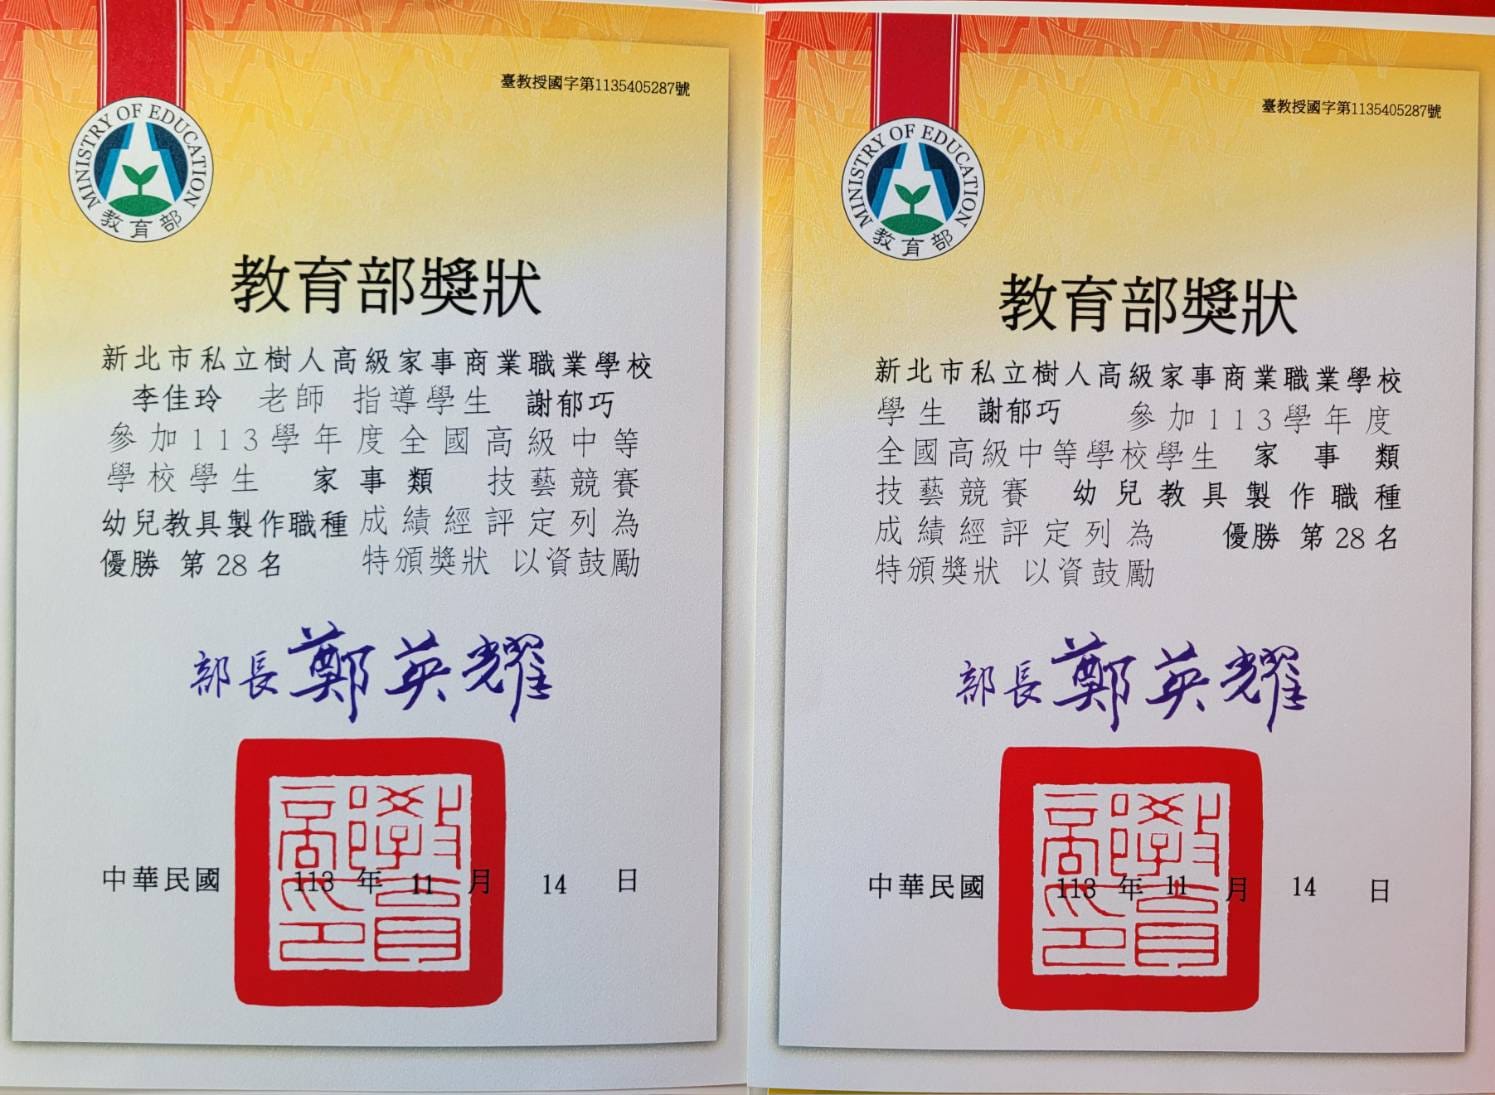 臺教授國字第1135405287號
MINISTRY OF EDUCATION
教育部
教育部獎狀
新北市私立樹人高級家事商業職業學校
李佳玲 老師 指導學生 謝郁巧
參加113學年度全國高級中等
學校學生 家事類 技藝競賽
幼兒教具製作職種 成績經評定列為
優勝 第28名 特頒獎狀 以資鼓勵
部長 鄭英耀
中華民國 113 年 11 月 14 日
教育部印
臺教授國字第1135405287號
MINISTRY OF EDUCATION
教育部
教育部獎狀
新北市私立樹人高級家事商業職業學校
學生 謝郁巧 參加113學年度
全國高級中等學校學生 家事類
技藝競賽 幼兒教具製作職種
成績經評定列為 優勝 第28名
特頒獎狀 以資鼓勵
部長 鄭英耀
中華民國 113 年 11 月 14 日
教育部印